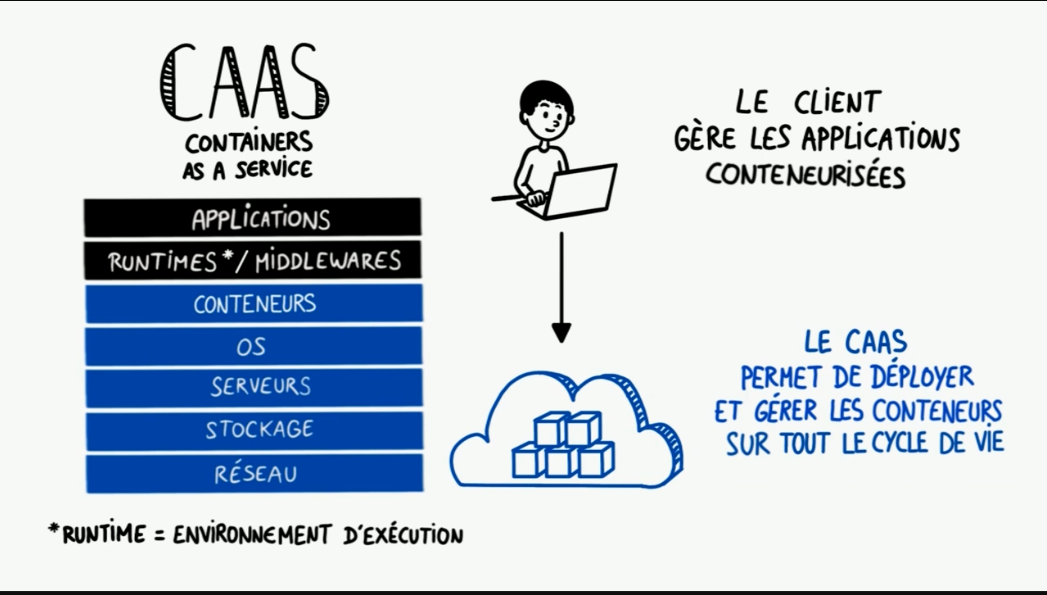 CAAS
CONTAINERS
AS A SERVICE
APPLICATIONS
RUNTIMES*/ MIDDLEWARES
CONTENEURS
OS
SERVEURS
STOCKAGE
RÉSEAU
*RUNTIME = ENVIRONNEMENT D'EXÉCUTION
LE CLIENT
GÈRE LES APPLICATIONS
CONTENEURISÉES
LE CAAS
PERMET DE DÉPLOYER
ET GÉRER LES CONTENEURS
SUR TOUT LE CYCLE DE VIE